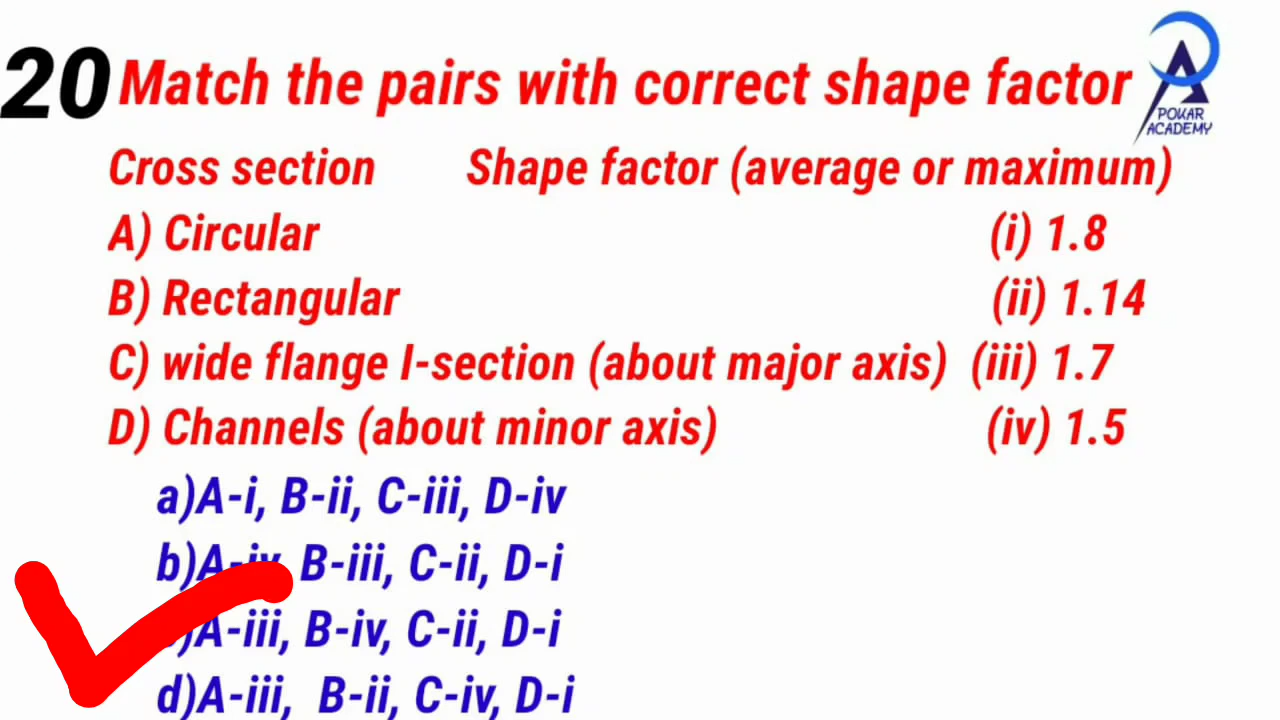 20 Match the pairs with correct shape factor
POKAR
ACADEMY
Cross section Shape factor (average or maximum)
A) Circular (i) 1.8
B) Rectangular (ii) 1.14
C) wide flange I-section (about major axis) (iii) 1.7
D) Channels (about minor axis) (iv) 1.5
a)A-i, B-ii, C-iii, D-iv
b)A-iv, B-iii, C-ii, D-i
)A-iii, B-iv, C-ii, D-i
d)A-iii, B-ii, C-iv, D-i